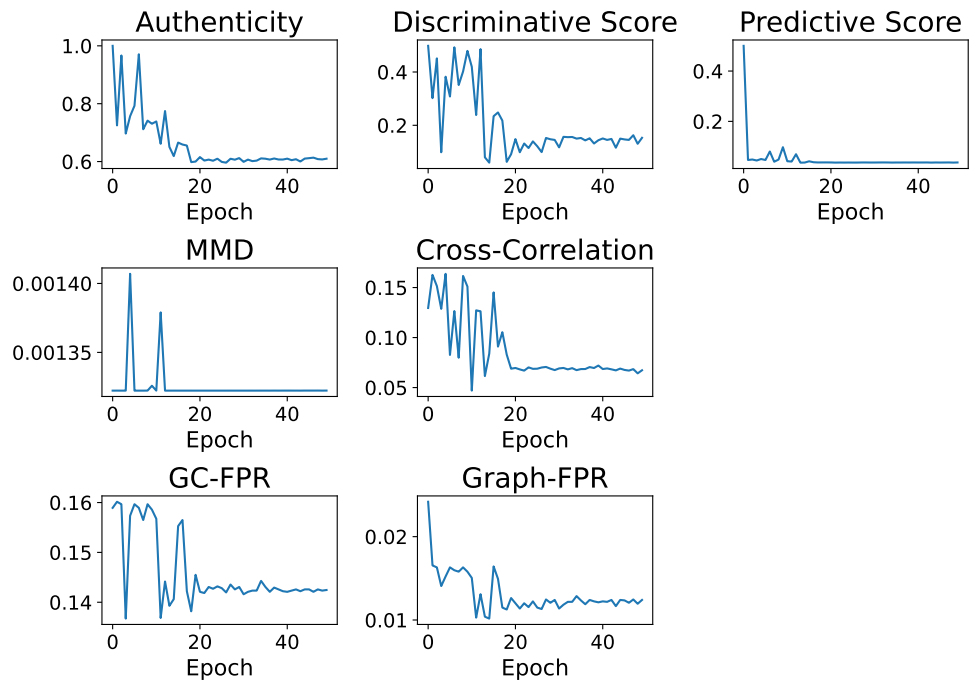 Authenticity
1.0
0.8
0.6
0
20
40
Epoch
Discriminative Score
0.4
0.2
0
20
40
Epoch
Predictive Score
0.4
0.2
0
20
40
Epoch
MMD
0.00140
0.00135
0
20
40
Epoch
Cross-Correlation
0.15
0.10
0.05
0
20
40
Epoch
GC-FPR
0.16
0.15
0.14
0
20
40
Epoch
Graph-FPR
0.02
0.01
0
20
40
Epoch